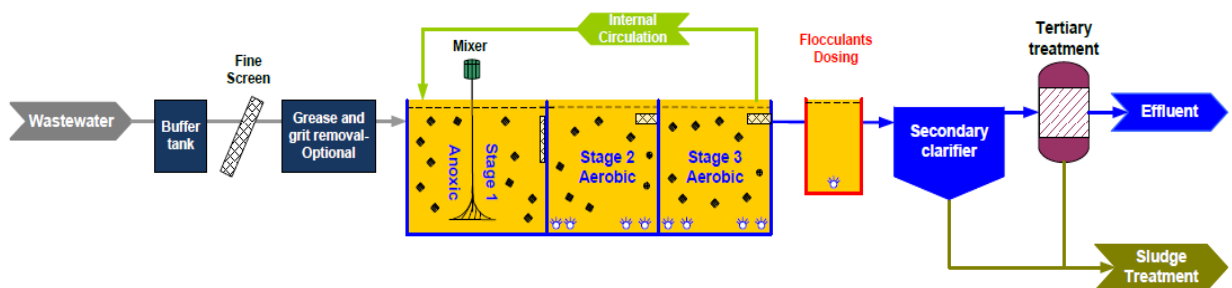 Wastewater
Buffer
tank
Fine
Screen
Grease and
grit removal-
Optional
Mixer
Internal
Circulation
Stage 1
Anoxic
Stage 2
Aerobic
Stage 3
Aerobic
Flocculants
Dosing
Secondary
clarifier
Tertiary
treatment
Effluent
Sludge
Treatment